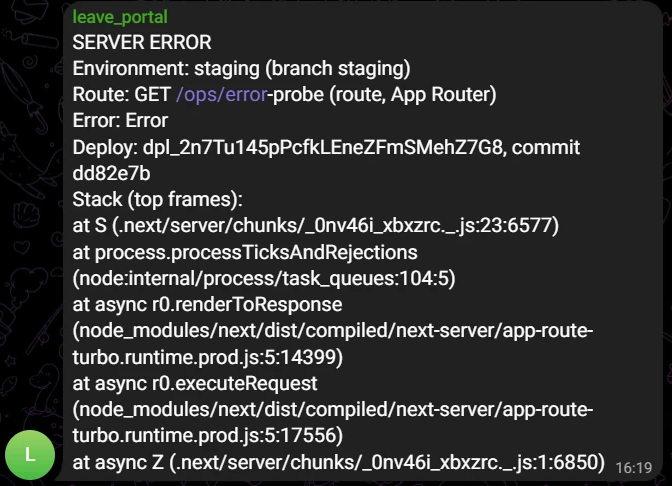 leave_portal
SERVER ERROR
Environment: staging (branch staging)
Route: GET /ops/error-probe (route, App Router)
Error: Error
Deploy: dpl_2n7Tu145pPcfkLEneZFmSMehZ7G8, commit
dd82e7b
Stack (top frames):
at S (.next/server/chunks/_0nv46i_xbxzrc._.js:23:6577)
at process.processTicksAndRejections
(node:internal/process/task_queues:104:5)
at async r0.renderToResponse
(node_modules/next/dist/compiled/next-server/app-route-
turbo.runtime.prod.js:5:14399)
at async r0.executeRequest
(node_modules/next/dist/compiled/next-server/app-route-
turbo.runtime.prod.js:5:17556)
at async Z (.next/server/chunks/_0nv46i_xbxzrc._.js:1:6850)
16:19
L